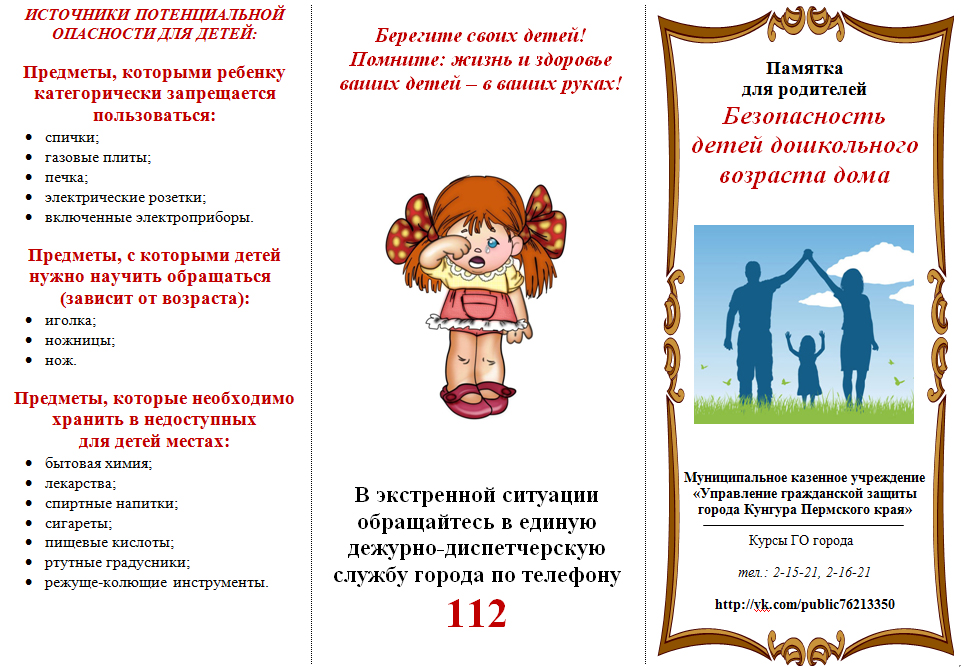 ИСТОЧНИКИ ПОТЕНЦИАЛЬНОЙ
ОПАСНОСТИ ДЛЯ ДЕТЕЙ:
Предметы, которыми ребенку
категорически запрещается
пользоваться:
• спички;
• газовые плиты;
• печка;
• электрические розетки;
• включенные электроприборы.
Предметы, с которыми детей
нужно научить обращаться
(зависит от возраста):
• иголка;
• ножницы;
• нож.
Предметы, которые необходимо
хранить в недоступных
для детей местах:
• бытовая химия;
• лекарства;
• спиртные напитки;
• сигареты;
• пищевые кислоты;
• ртутные градусники;
• режуще-колющие инструменты.
Берегите своих детей!
Помните: жизнь и здоровье
ваших детей – в ваших руках!
В экстренной ситуации
обращайтесь в единую
дежурно-диспетчерскую
службу города по телефону
112
Памятка
для родителей
Безопасность
детей дошкольного
возраста дома
Муниципальное казенное учреждение
«Управление гражданской защиты
города Кунгура Пермского края»
Курсы ГО города
тел.: 2-15-21, 2-16-21
http://vk.com/public76213350